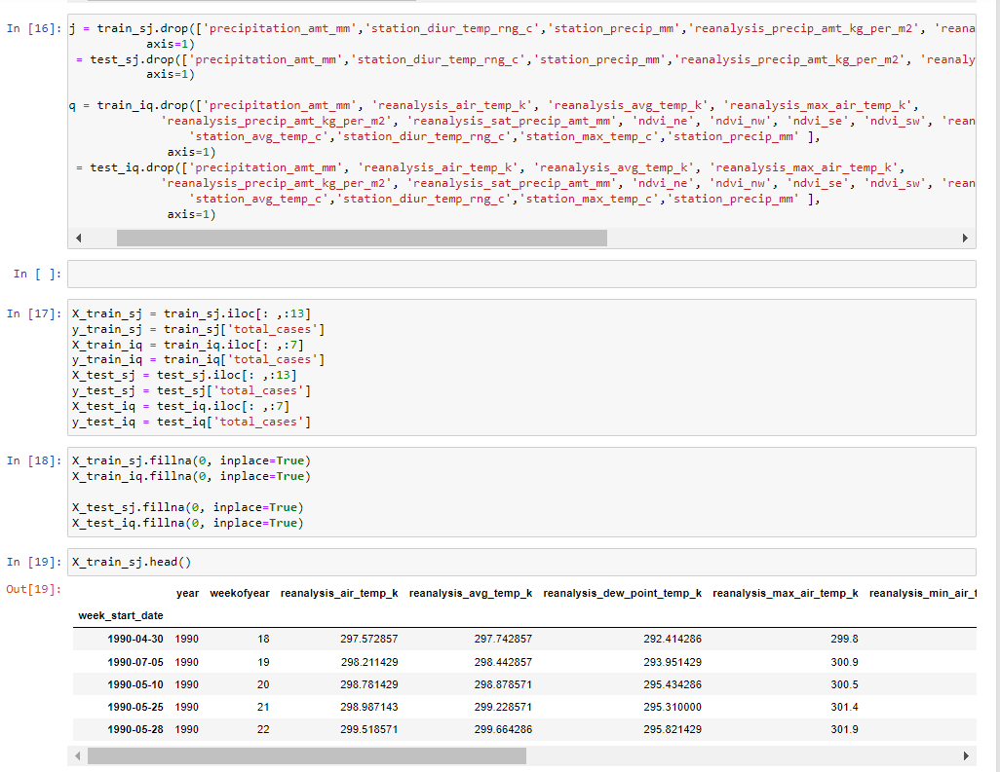 In [16]: j = train_sj.drop(['precipitation_amt_mm','station_diur_temp_rng_c','station_precip_mm','reanalysis_precip_amt_kg_per_m2', 'reana
axis=1)
= test_sj.drop(['precipitation_amt_mm','station_diur_temp_rng_c','station_precip_mm','reanalysis_precip_amt_kg_per_m2', 'reanaly
axis=1)
q = train_iq.drop(['precipitation_amt_mm', 'reanalysis_air_temp_k', 'reanalysis_avg_temp_k', 'reanalysis_max_air_temp_k',
'reanalysis_precip_amt_kg_per_m2', 'reanalysis_sat_precip_amt_mm', 'ndvi_ne', 'ndvi_nw', 'ndvi_se', 'ndvi_sw', 'rean
'station_avg_temp_c','station_diur_temp_rng_c','station_max_temp_c','station_precip_mm' ],
axis=1)
= test_iq.drop(['precipitation_amt_mm', 'reanalysis_air_temp_k', 'reanalysis_avg_temp_k', 'reanalysis_max_air_temp_k',
'reanalysis_precip_amt_kg_per_m2', 'reanalysis_sat_precip_amt_mm', 'ndvi_ne', 'ndvi_nw', 'ndvi_se', 'ndvi_sw', 'rean
'station_avg_temp_c','station_diur_temp_rng_c','station_max_temp_c','station_precip_mm' ],
axis=1)
In [ ]:
In [17]: X_train_sj = train_sj.iloc[: ,:13]
y_train_sj = train_sj['total_cases']
X_train_iq = train_iq.iloc[: ,:7]
y_train_iq = train_iq['total_cases']
X_test_sj = test_sj.iloc[: ,:13]
y_test_sj = test_sj['total_cases']
X_test_iq = test_iq.iloc[: ,:7]
y_test_iq = test_iq['total_cases']
In [18]: X_train_sj.fillna(0, inplace=True)
X_train_iq.fillna(0, inplace=True)
X_test_sj.fillna(0, inplace=True)
X_test_iq.fillna(0, inplace=True)
In [19]: X_train_sj.head()
Out[19]: year weekofyear reanalysis_air_temp_k reanalysis_avg_temp_k reanalysis_dew_point_temp_k reanalysis_max_air_temp_k reanalysis_min_air_t
week_start_date
1990-04-30 1990 18 297.572857 297.742857 292.414286 299.8
1990-07-05 1990 19 298.211429 298.442857 293.951429 300.9
1990-05-10 1990 20 298.781429 298.878571 295.434286 300.5
1990-05-25 1990 21 298.987143 299.228571 295.310000 301.4
1990-05-28 1990 22 299.518571 299.664286 295.821429 301.9